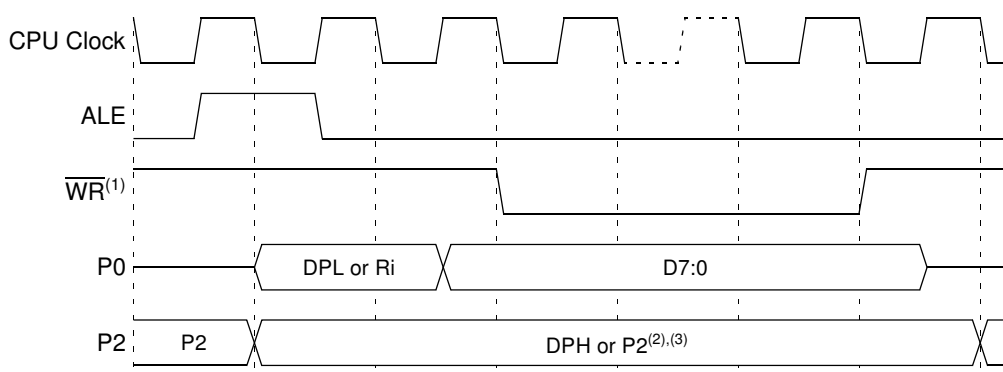 CPU Clock
ALE
WR(1)
P0 DPL or Ri D7:0
P2 P2 DPH or P2(2),(3)